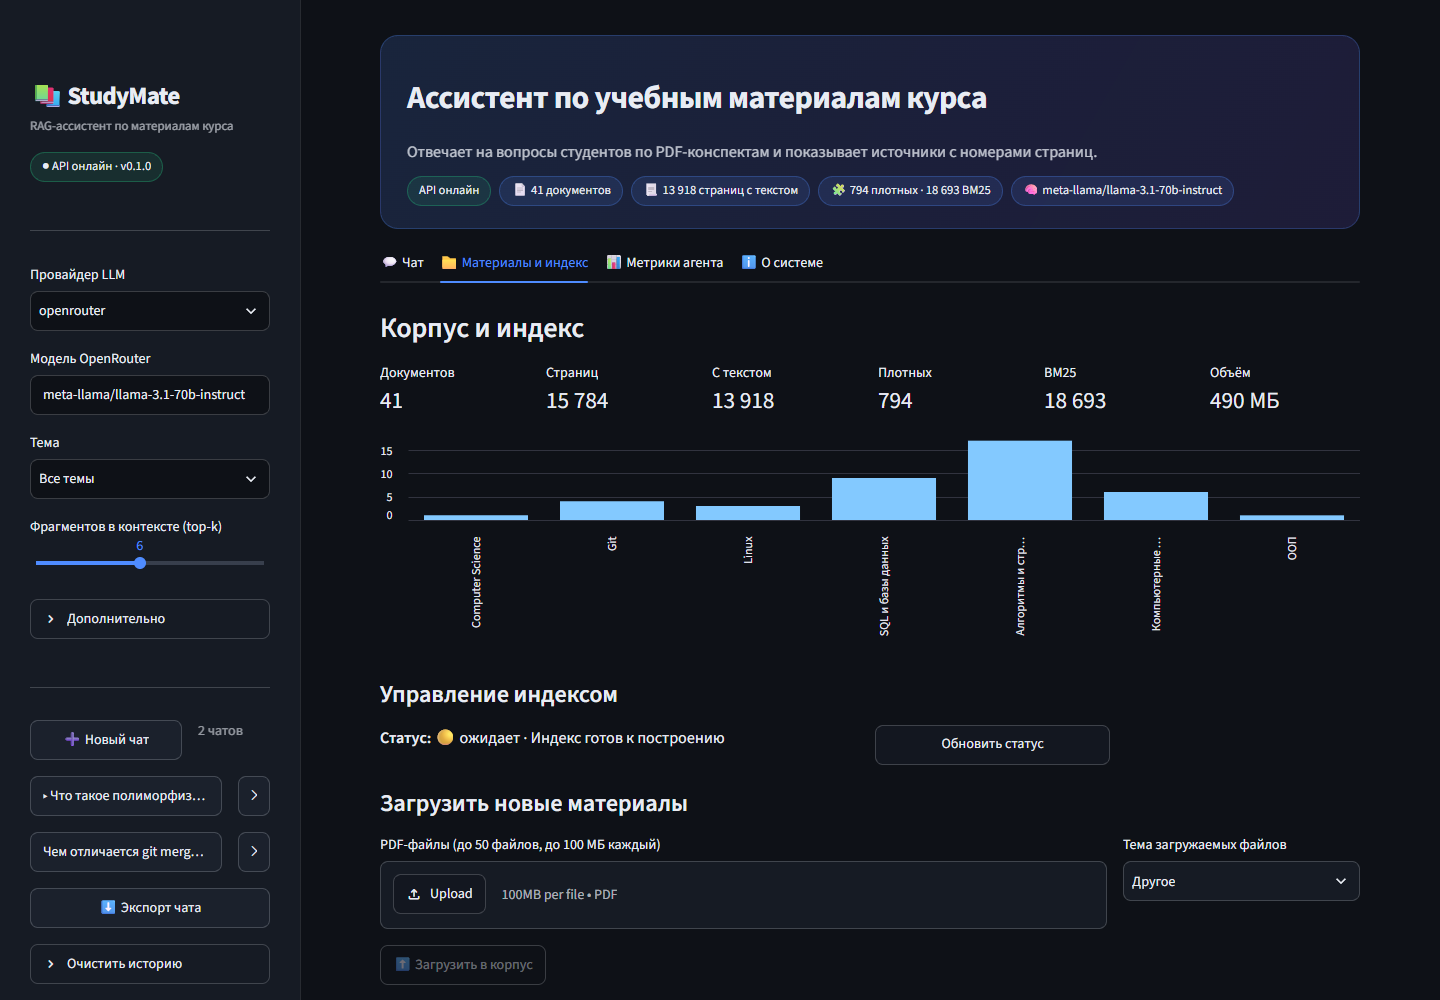 StudyMate
RAG-ассистент по материалам курса
API онлайн · v0.1.0
Провайдер LLM
openrouter
Модель OpenRouter
meta-llama/llama-3.1-70b-instruct
Тема
Все темы
Фрагментов в контексте (top-k)
6
Дополнительно
Новый чат
2 чатов
▸ Что такое полиморфиз...
Чем отличается git merg...
Экспорт чата
Очистить историю
Ассистент по учебным материалам курса
Отвечает на вопросы студентов по PDF-конспектам и показывает источники с номерами страниц.
API онлайн
41 документов
13 918 страниц с текстом
794 плотных · 18 693 BM25
meta-llama/llama-3.1-70b-instruct
Чат
Материалы и индекс
Метрики агента
О системе
Корпус и индекс
Документов
41
Страниц
15 784
С текстом
13 918
Плотных
794
BM25
18 693
Объём
490 МБ
15
10
5
0
Computer Science
Git
Linux
SQL и базы данных
Алгоритмы и стр...
Компьютерные ...
ООП
Управление индексом
Статус: ожидает · Индекс готов к построению
Обновить статус
Загрузить новые материалы
PDF-файлы (до 50 файлов, до 100 МБ каждый)
Upload
100MB per file • PDF
Тема загружаемых файлов
Другое
Загрузить в корпус